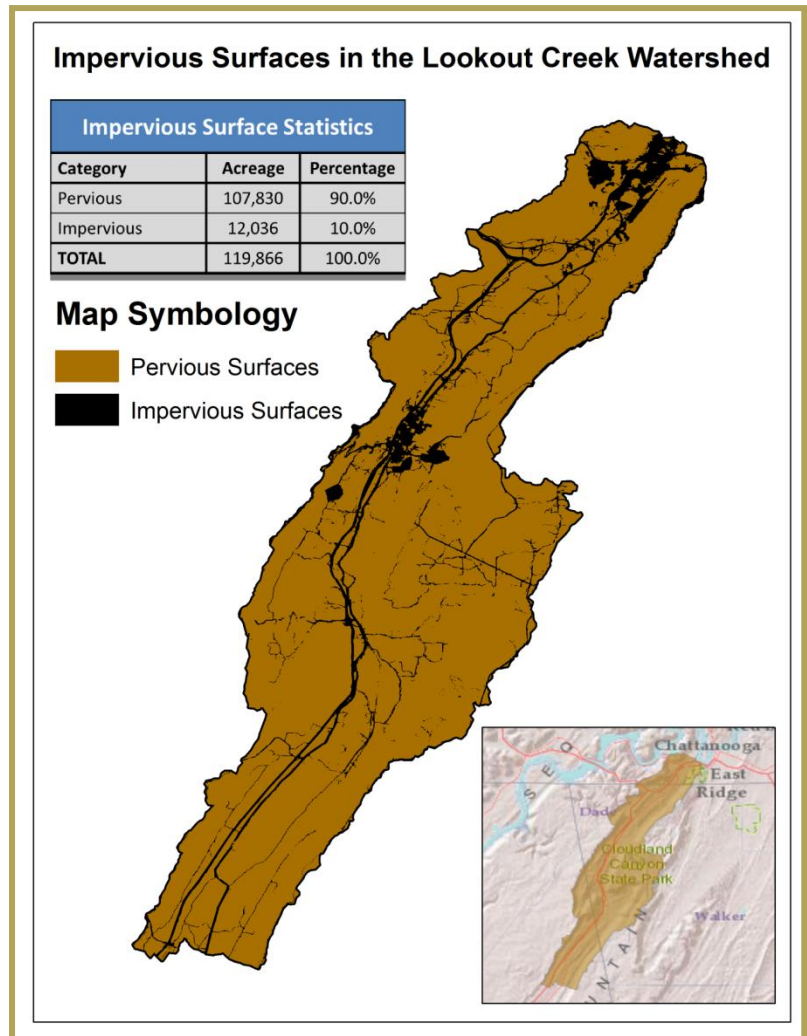 Impervious Surfaces in the Lookout Creek Watershed
Impervious Surface Statistics
Category Acreage Percentage
Pervious 107,830 90.0%
Impervious 12,036 10.0%
TOTAL 119,866 100.0%
Map Symbology
Pervious Surfaces
Impervious Surfaces
Chattanooga
East
Ridge
S E Q
Dade
Cloudland
Canyon
State Park
Walker
U N T A I N